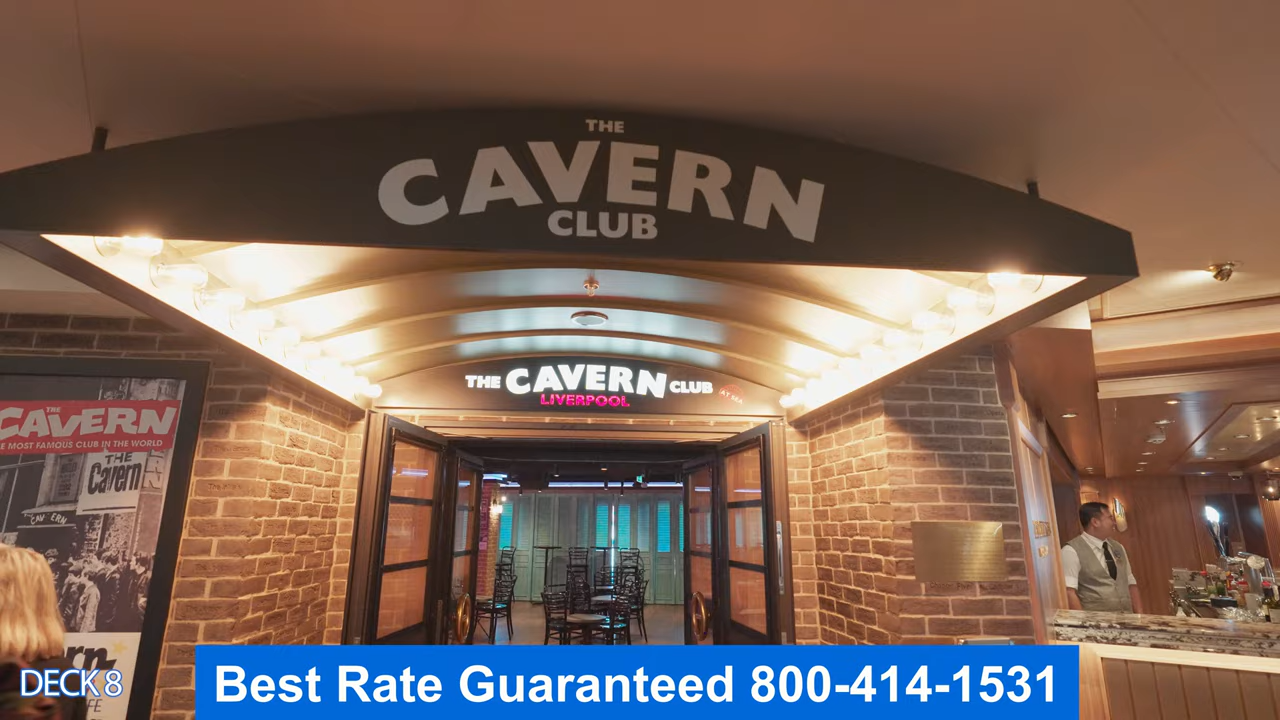 THE
CAVERN
CLUB
THE CAVERN CLUB
LIVERPOOL
AT SEA
THE
CAVERN
MOST FAMOUS CLUB IN THE WORLD
THE
Cavern
CAVERN
DECK 8
Best Rate Guaranteed 800-414-1531